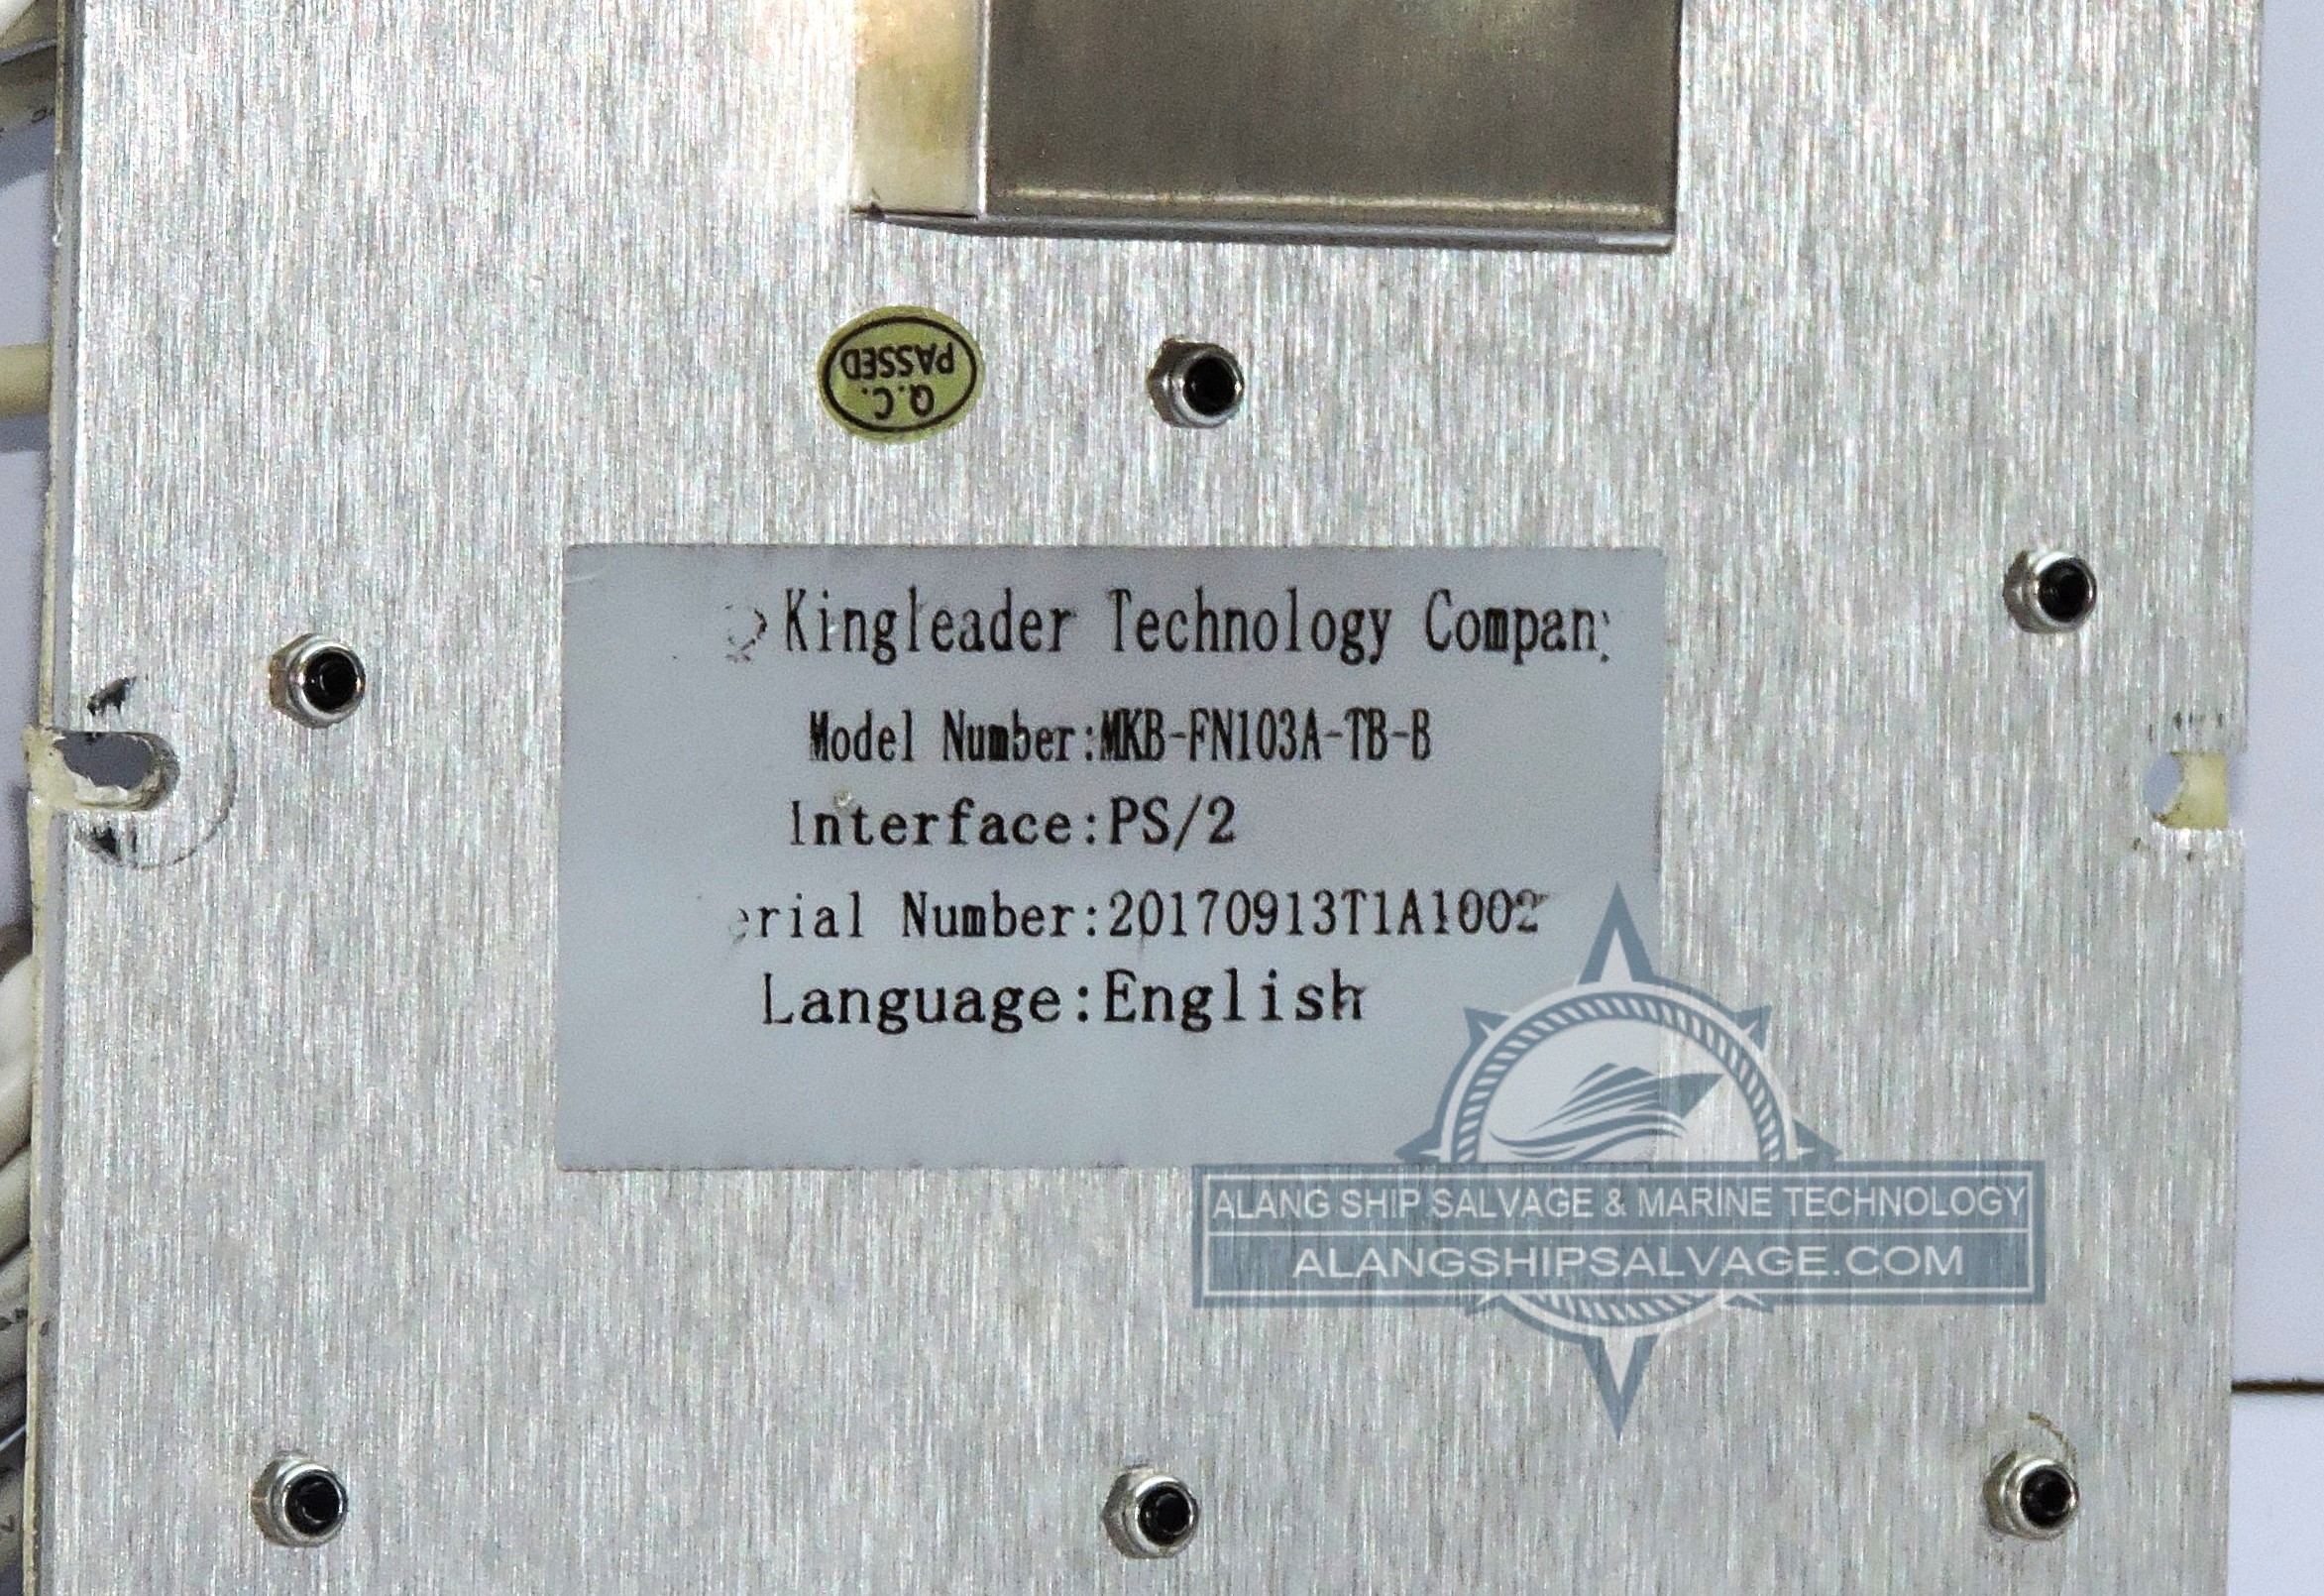 Q.C.
PASSED
Kingleader Technology Compan
Model Number:MKB-FN103A-TB-B
Interface:PS/2
erial Number:20170913T1A1002
Language:English
ALANG SHIP SALVAGE & MARINE TECHNOLOGY
ALANGSHIPSALVAGE.COM